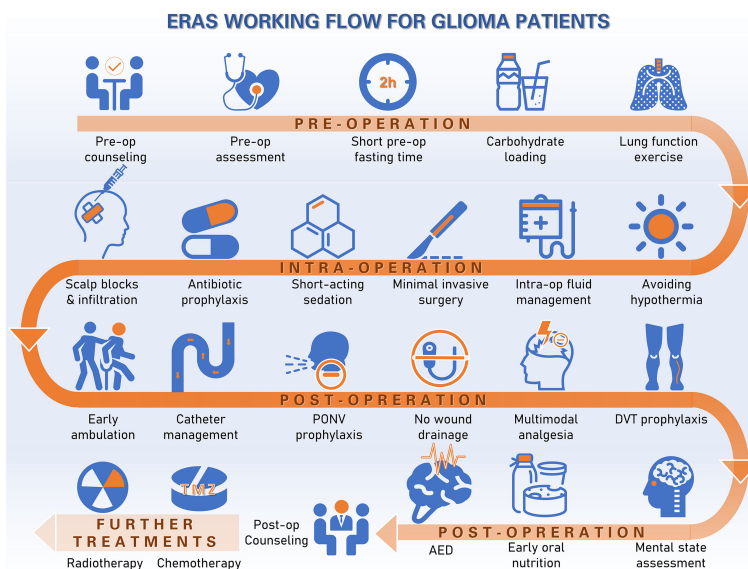 ERAS WORKING FLOW FOR GLIOMA PATIENTS
2h
PRE-OPERATION
Pre-op
counseling
Pre-op
assessment
Short pre-op
fasting time
Carbohydrate
loading
Lung function
exercise
INTRA-OPERATION
Scalp blocks
& infiltration
Antibiotic
prophylaxis
Short-acting
sedation
Minimal invasive
surgery
Intra-op fluid
management
Avoiding
hypothermia
POST-OPRERATION
Early
ambulation
Catheter
management
PONV
prophylaxis
No wound
drainage
Multimodal
analgesia
DVT prophylaxis
POST-OPRERATION
Mental state
assessment
Early oral
nutrition
AED
Post-op
Counseling
TMZ
FURTHER
TREATMENTS
Radiotherapy
Chemotherapy